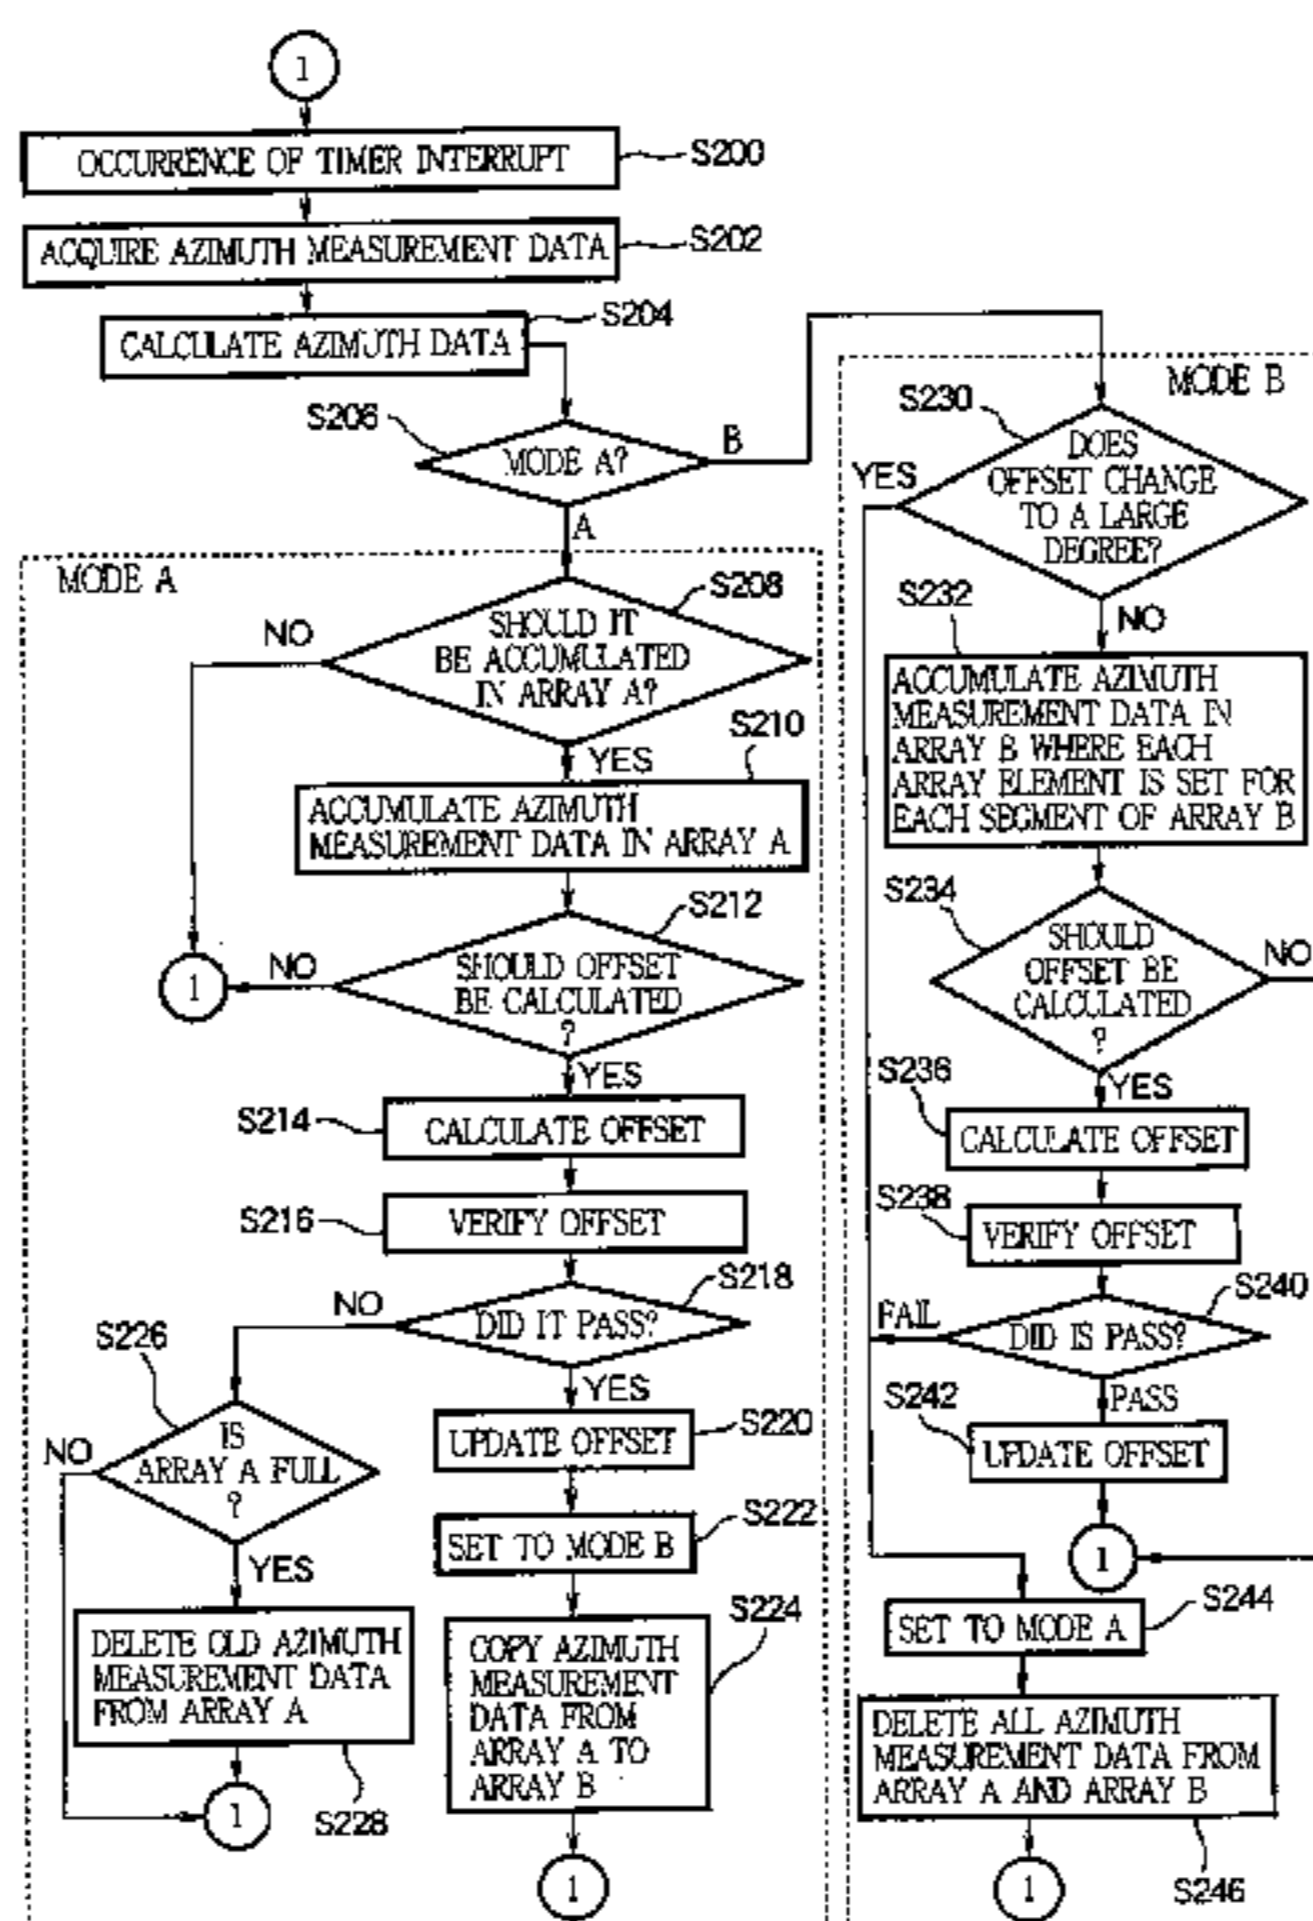 1
OCCURRENCE OF TIMER INTERRUPT
S200
ACQUIRE AZIMUTH MEASUREMENT DATA
S202
CALCULATE AZIMUTH DATA
S204
S206
MODE A?
B
A
MODE A
S208
SHOULD IT
BE ACCUMULATED
IN ARRAY A?
NO
YES
S210
ACCUMULATE AZIMUTH
MEASUREMENT DATA IN ARRAY A
S212
SHOULD OFFSET
BE CALCULATED
?
NO
1
YES
S214
CALCULATE OFFSET
S216
VERIFY OFFSET
S218
DID IT PASS?
NO
YES
S226
IS
ARRAY A FULL
?
NO
YES
DELETE OLD AZIMUTH
MEASUREMENT DATA
FROM ARRAY A
S228
1
UPDATE OFFSET
S220
SET TO MODE B
S222
S224
COPY AZIMUTH
MEASUREMENT
DATA FROM
ARRAY A TO
ARRAY B
1
MODE B
S230
DOES
OFFSET CHANGE
TO A LARGE
DEGREE?
YES
NO
S232
ACCUMULATE AZIMUTH
MEASUREMENT DATA IN
ARRAY B WHERE EACH
ARRAY ELEMENT IS SET FOR
EACH SEGMENT OF ARRAY B
S234
SHOULD
OFFSET BE
CALCULATED
?
NO
YES
S236
CALCULATE OFFSET
S238
VERIFY OFFSET
S240
DID IS PASS?
FAIL
PASS
S242
UPDATE OFFSET
1
S244
SET TO MODE A
DELETE ALL AZIMUTH
MEASUREMENT DATA FROM
ARRAY A AND ARRAY B
S246
1